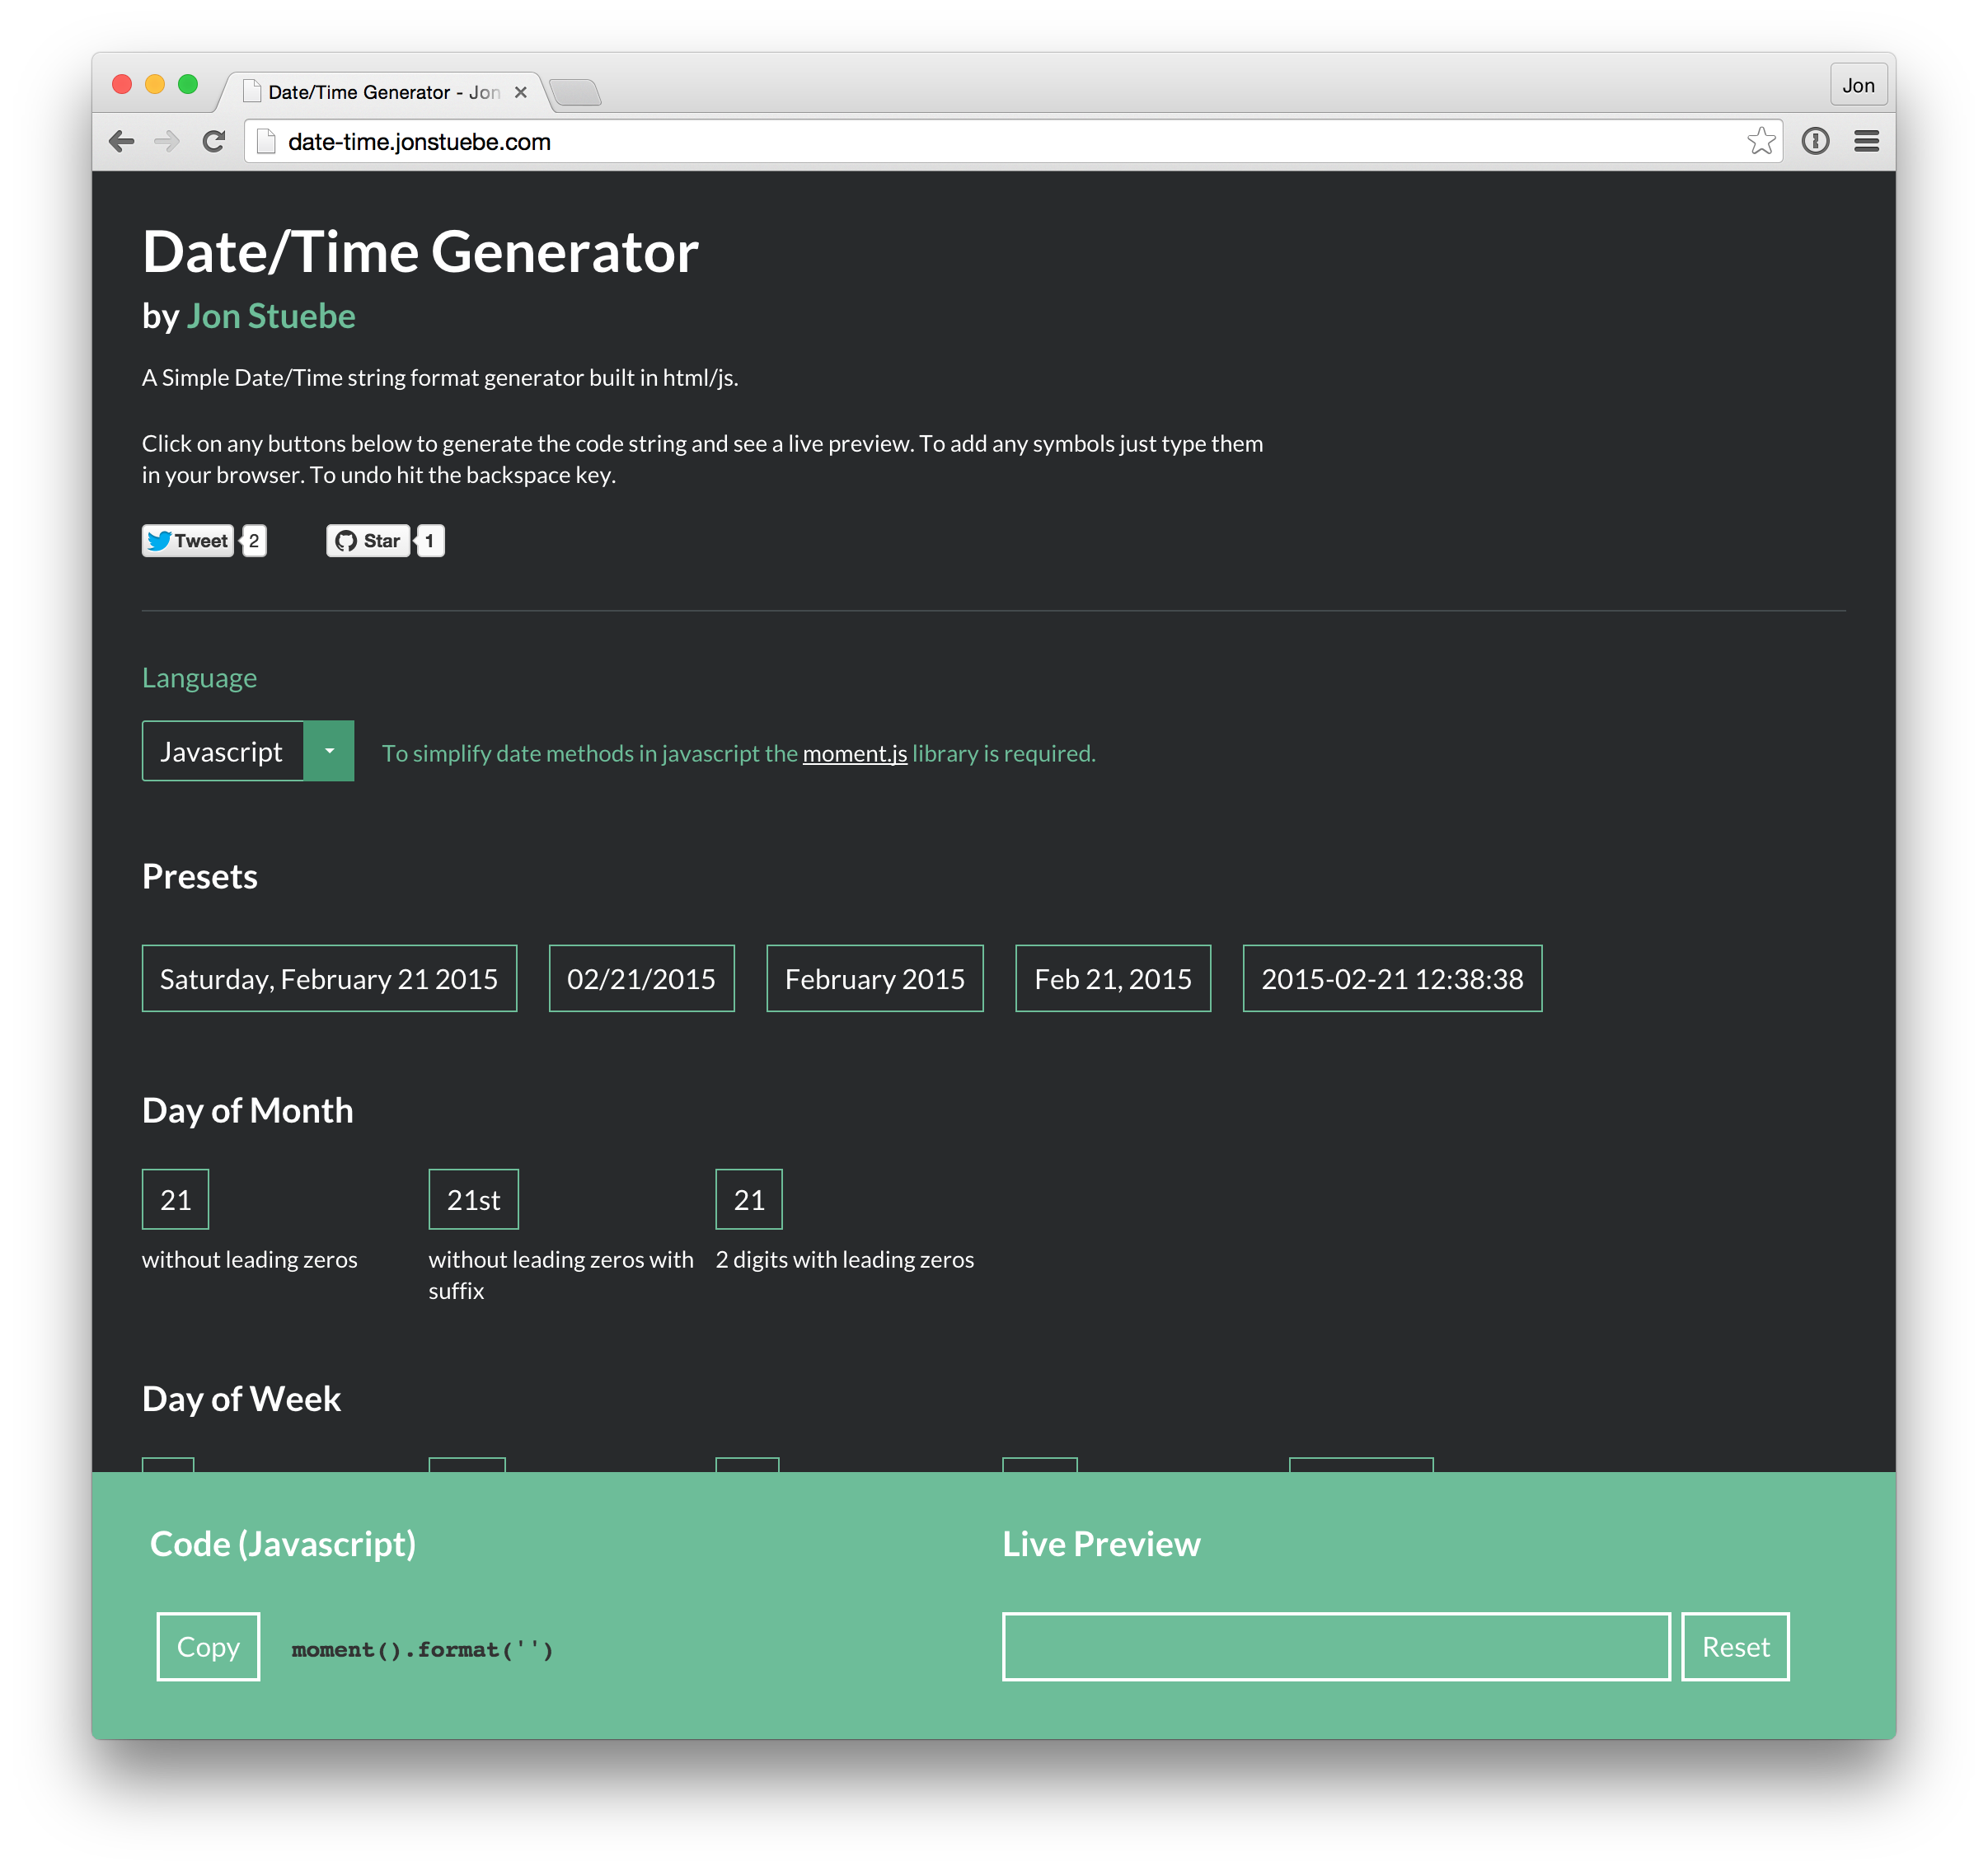 Date/Time Generator - Jon
Jon
date-time.jonstuebe.com
Date/Time Generator
by Jon Stuebe
A Simple Date/Time string format generator built in html/js.
Click on any buttons below to generate the code string and see a live preview. To add any symbols just type them
in your browser. To undo hit the backspace key.
Tweet 2 Star 1
Language
Javascript To simplify date methods in javascript the moment.js library is required.
Presets
Saturday, February 21 2015 02/21/2015 February 2015 Feb 21, 2015 2015-02-21 12:38:38
Day of Month
21 21st 21
without leading zeros without leading zeros with 2 digits with leading zeros
suffix
Day of Week
Code (Javascript) Live Preview
Copy moment().format('') Reset